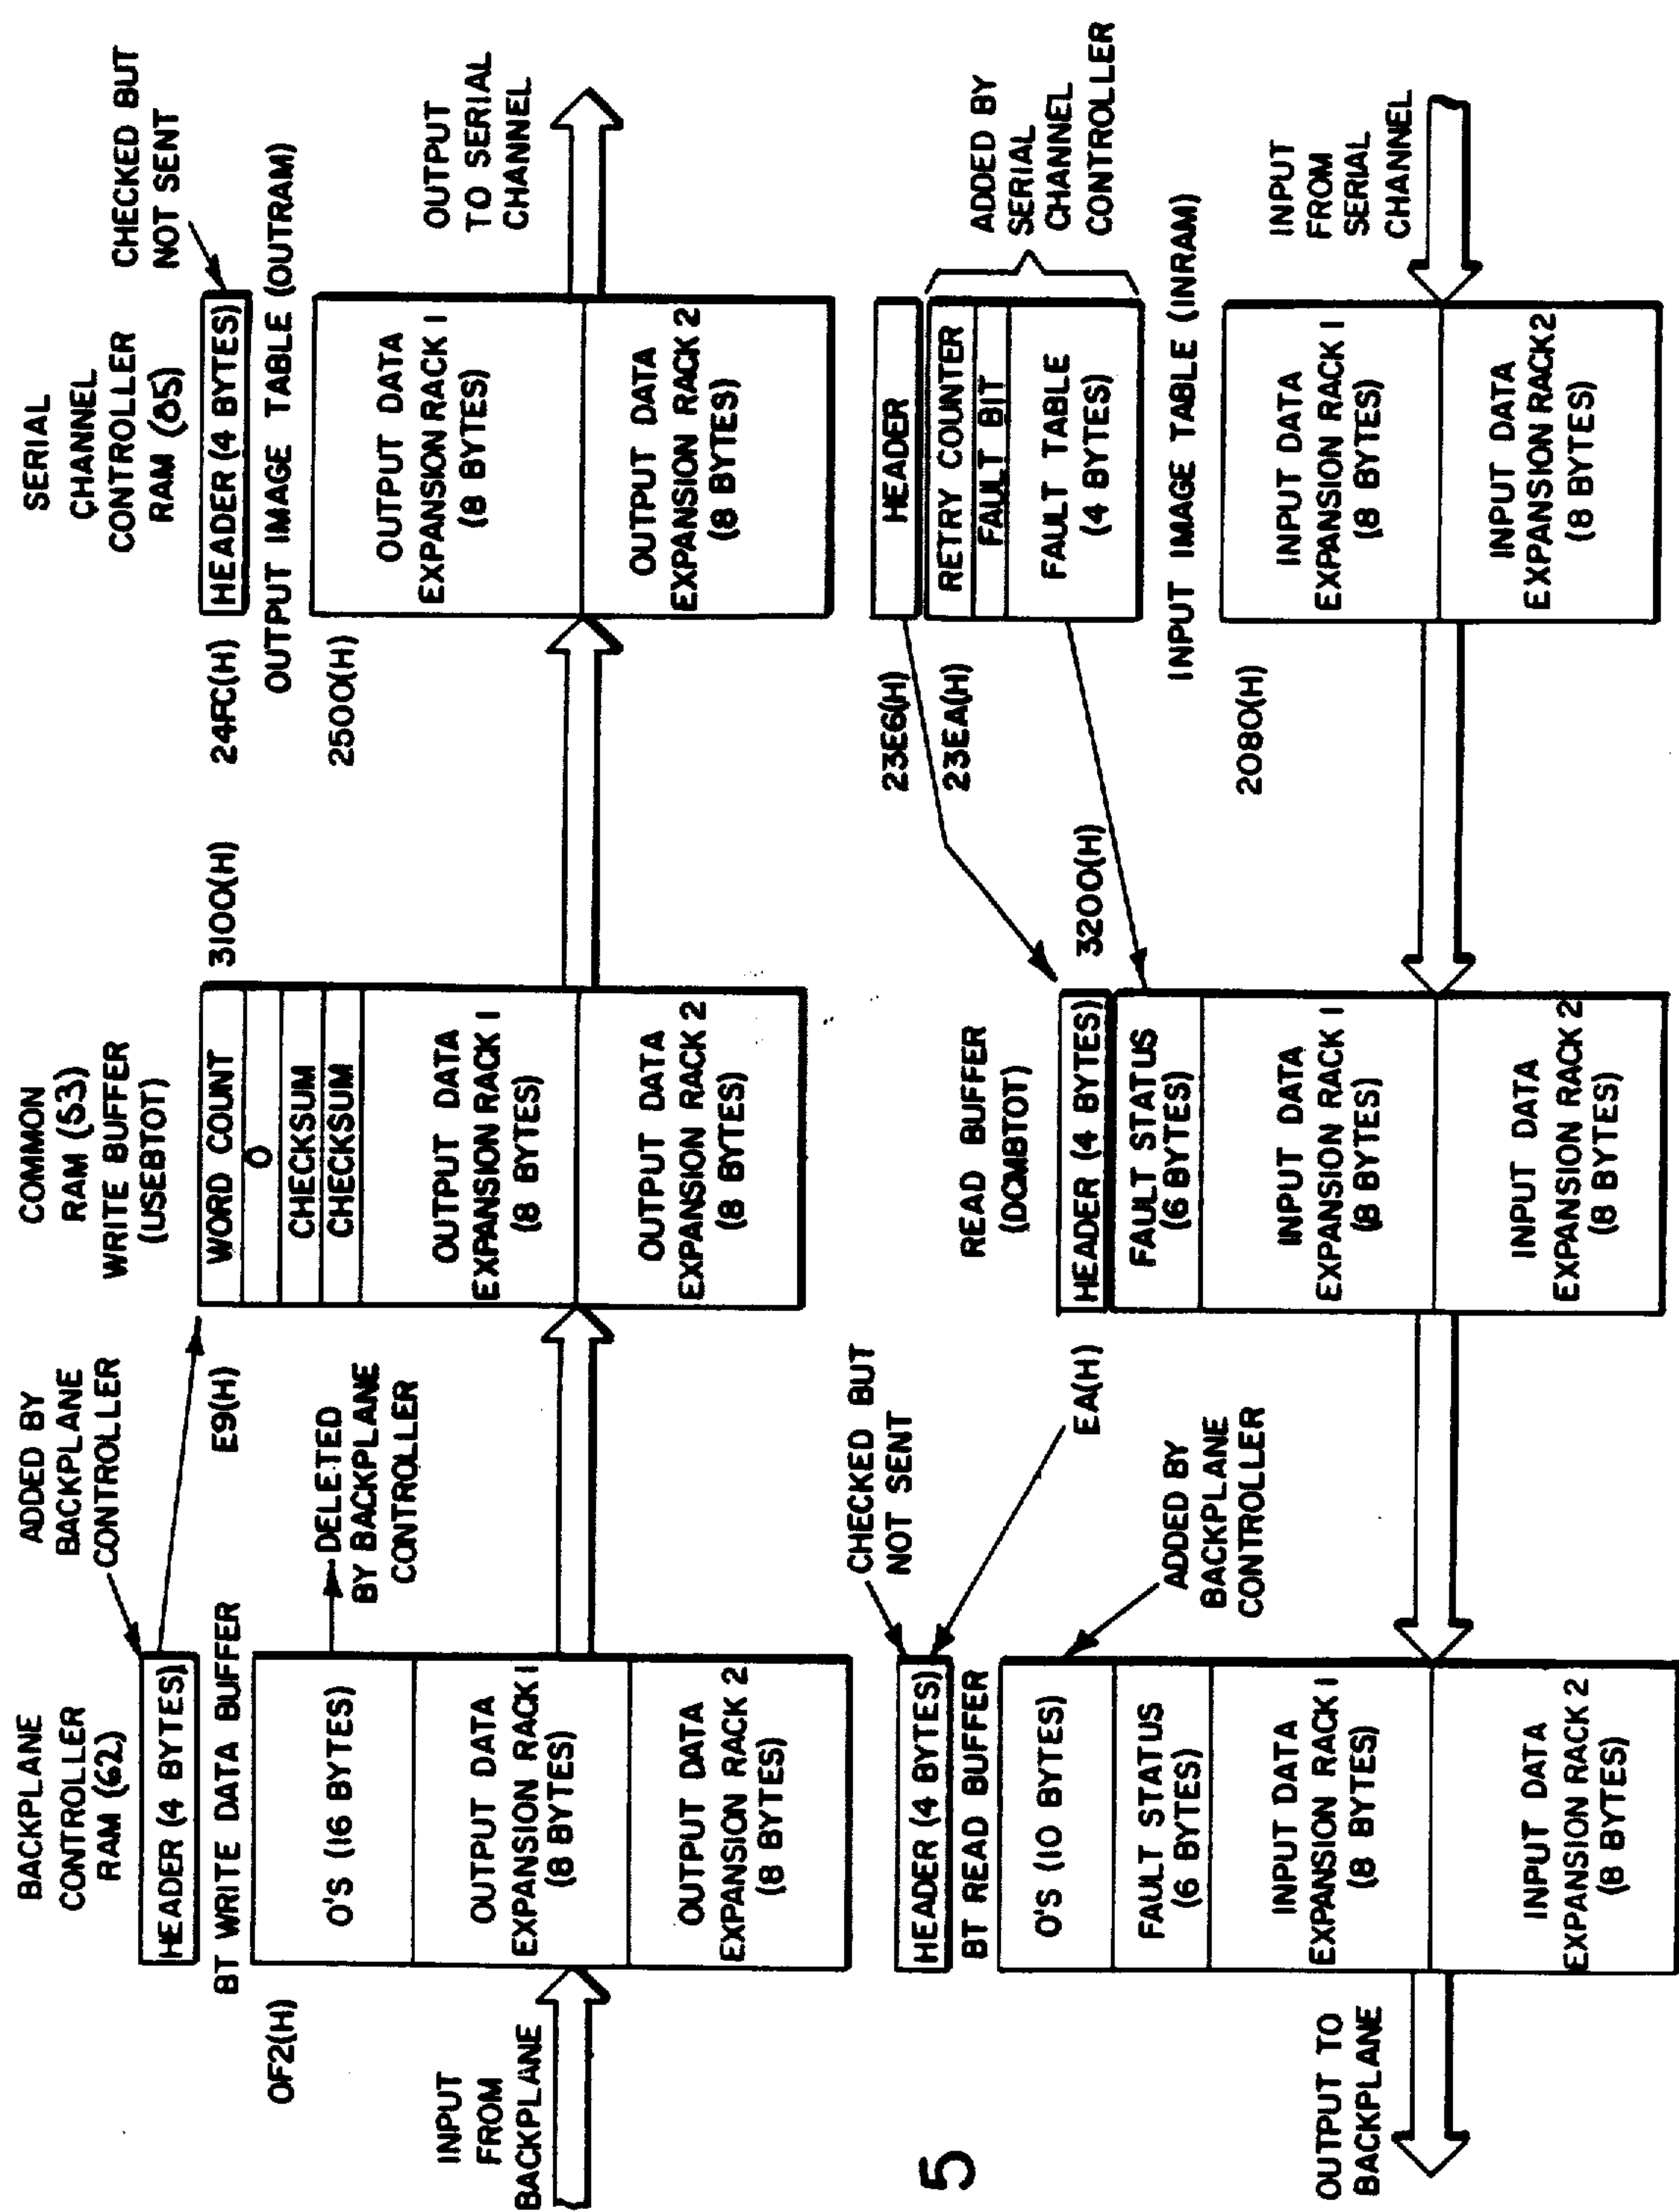 BACKPLANE
CONTROLLER
RAM (62)
ADDED BY
BACKPLANE
CONTROLLER
HEADER (4 BYTES)
BT WRITE DATA BUFFER
E9(H)
0F2(H)
0'S (16 BYTES)
DELETED
BY BACKPLANE
CONTROLLER
OUTPUT DATA
EXPANSION RACK 1
(8 BYTES)
OUTPUT DATA
EXPANSION RACK 2
(8 BYTES)
INPUT
FROM
BACKPLANE
COMMON
RAM (53)
WRITE BUFFER
(USEBTOT)
WORD COUNT
0
CHECKSUM
CHECKSUM
3100(H)
OUTPUT DATA
EXPANSION RACK 1
(8 BYTES)
OUTPUT DATA
EXPANSION RACK 2
(8 BYTES)
SERIAL
CHANNEL
CONTROLLER
RAM (85)
CHECKED BUT
NOT SENT
24FC(H)
HEADER (4 BYTES)
OUTPUT IMAGE TABLE (OUTRAM)
2500(H)
OUTPUT DATA
EXPANSION RACK 1
(8 BYTES)
OUTPUT DATA
EXPANSION RACK 2
(8 BYTES)
OUTPUT
TO SERIAL
CHANNEL
5
CHECKED BUT
NOT SENT
HEADER (4 BYTES)
BT READ BUFFER
EA(H)
0'S (10 BYTES)
ADDED BY
BACKPLANE
CONTROLLER
FAULT STATUS
(6 BYTES)
INPUT DATA
EXPANSION RACK 1
(8 BYTES)
INPUT DATA
EXPANSION RACK 2
(8 BYTES)
OUTPUT TO
BACKPLANE
READ BUFFER
(DCMBTOT)
HEADER (4 BYTES)
3200(H)
FAULT STATUS
(6 BYTES)
INPUT DATA
EXPANSION RACK 1
(8 BYTES)
INPUT DATA
EXPANSION RACK 2
(8 BYTES)
23E6(H)
23EA(H)
HEADER
RETRY COUNTER
FAULT BIT
FAULT TABLE
(4 BYTES)
ADDED BY
SERIAL
CHANNEL
CONTROLLER
INPUT IMAGE TABLE (INRAM)
2080(H)
INPUT DATA
EXPANSION RACK 1
(8 BYTES)
INPUT DATA
EXPANSION RACK 2
(8 BYTES)
INPUT
FROM
SERIAL
CHANNEL